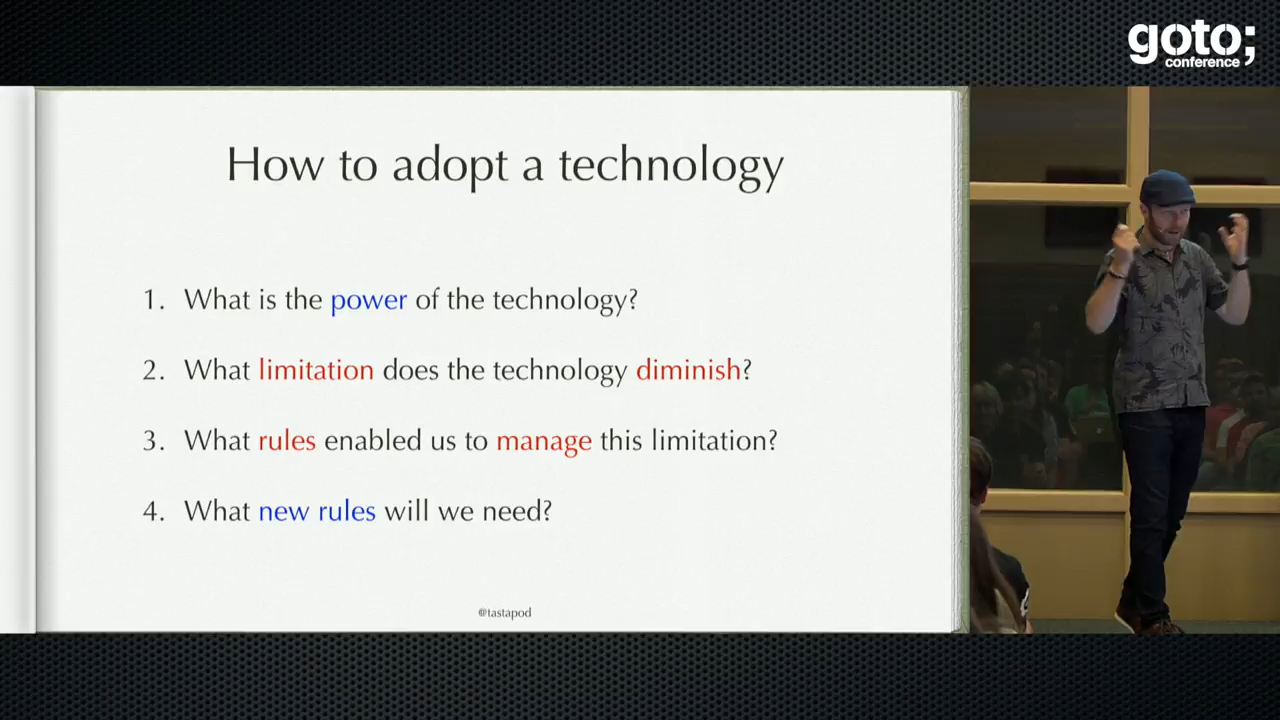 goto;
conference
How to adopt a technology
1. What is the power of the technology?
2. What limitation does the technology diminish?
3. What rules enabled us to manage this limitation?
4. What new rules will we need?
@tastapod